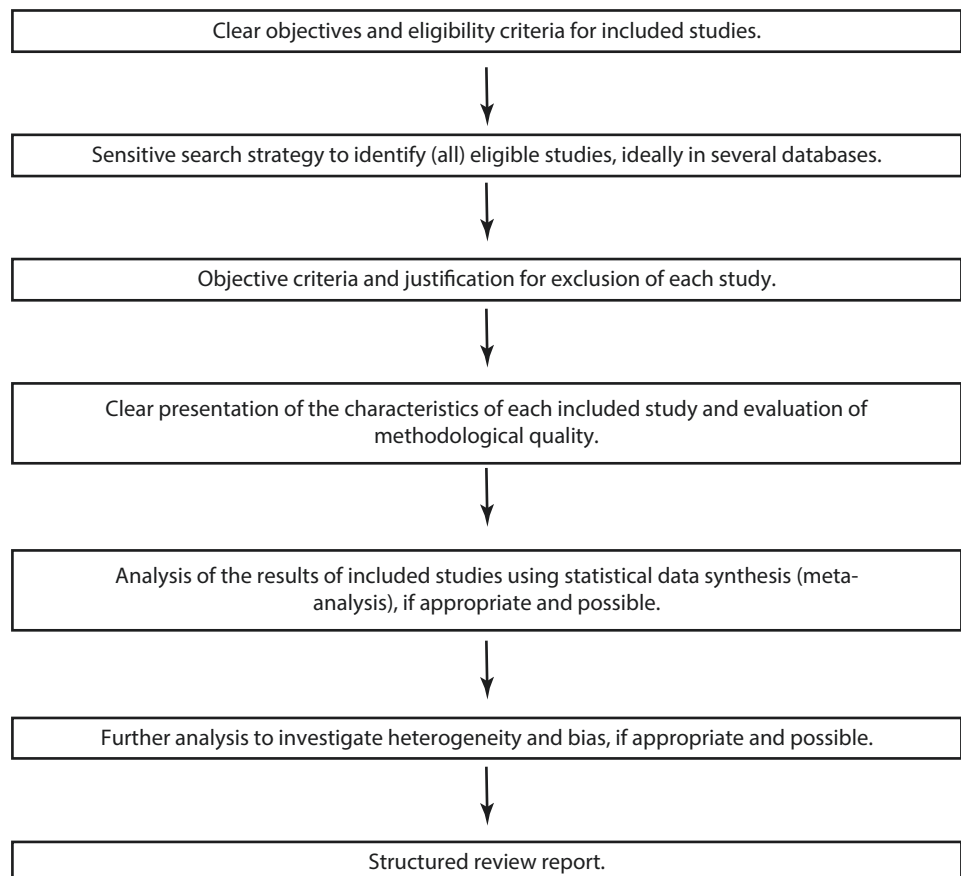 Clear objectives and eligibility criteria for included studies.
Sensitive search strategy to identify (all) eligible studies, ideally in several databases.
Objective criteria and justification for exclusion of each study.
Clear presentation of the characteristics of each included study and evaluation of
methodological quality.
Analysis of the results of included studies using statistical data synthesis (meta-
analysis), if appropriate and possible.
Further analysis to investigate heterogeneity and bias, if appropriate and possible.
Structured review report.